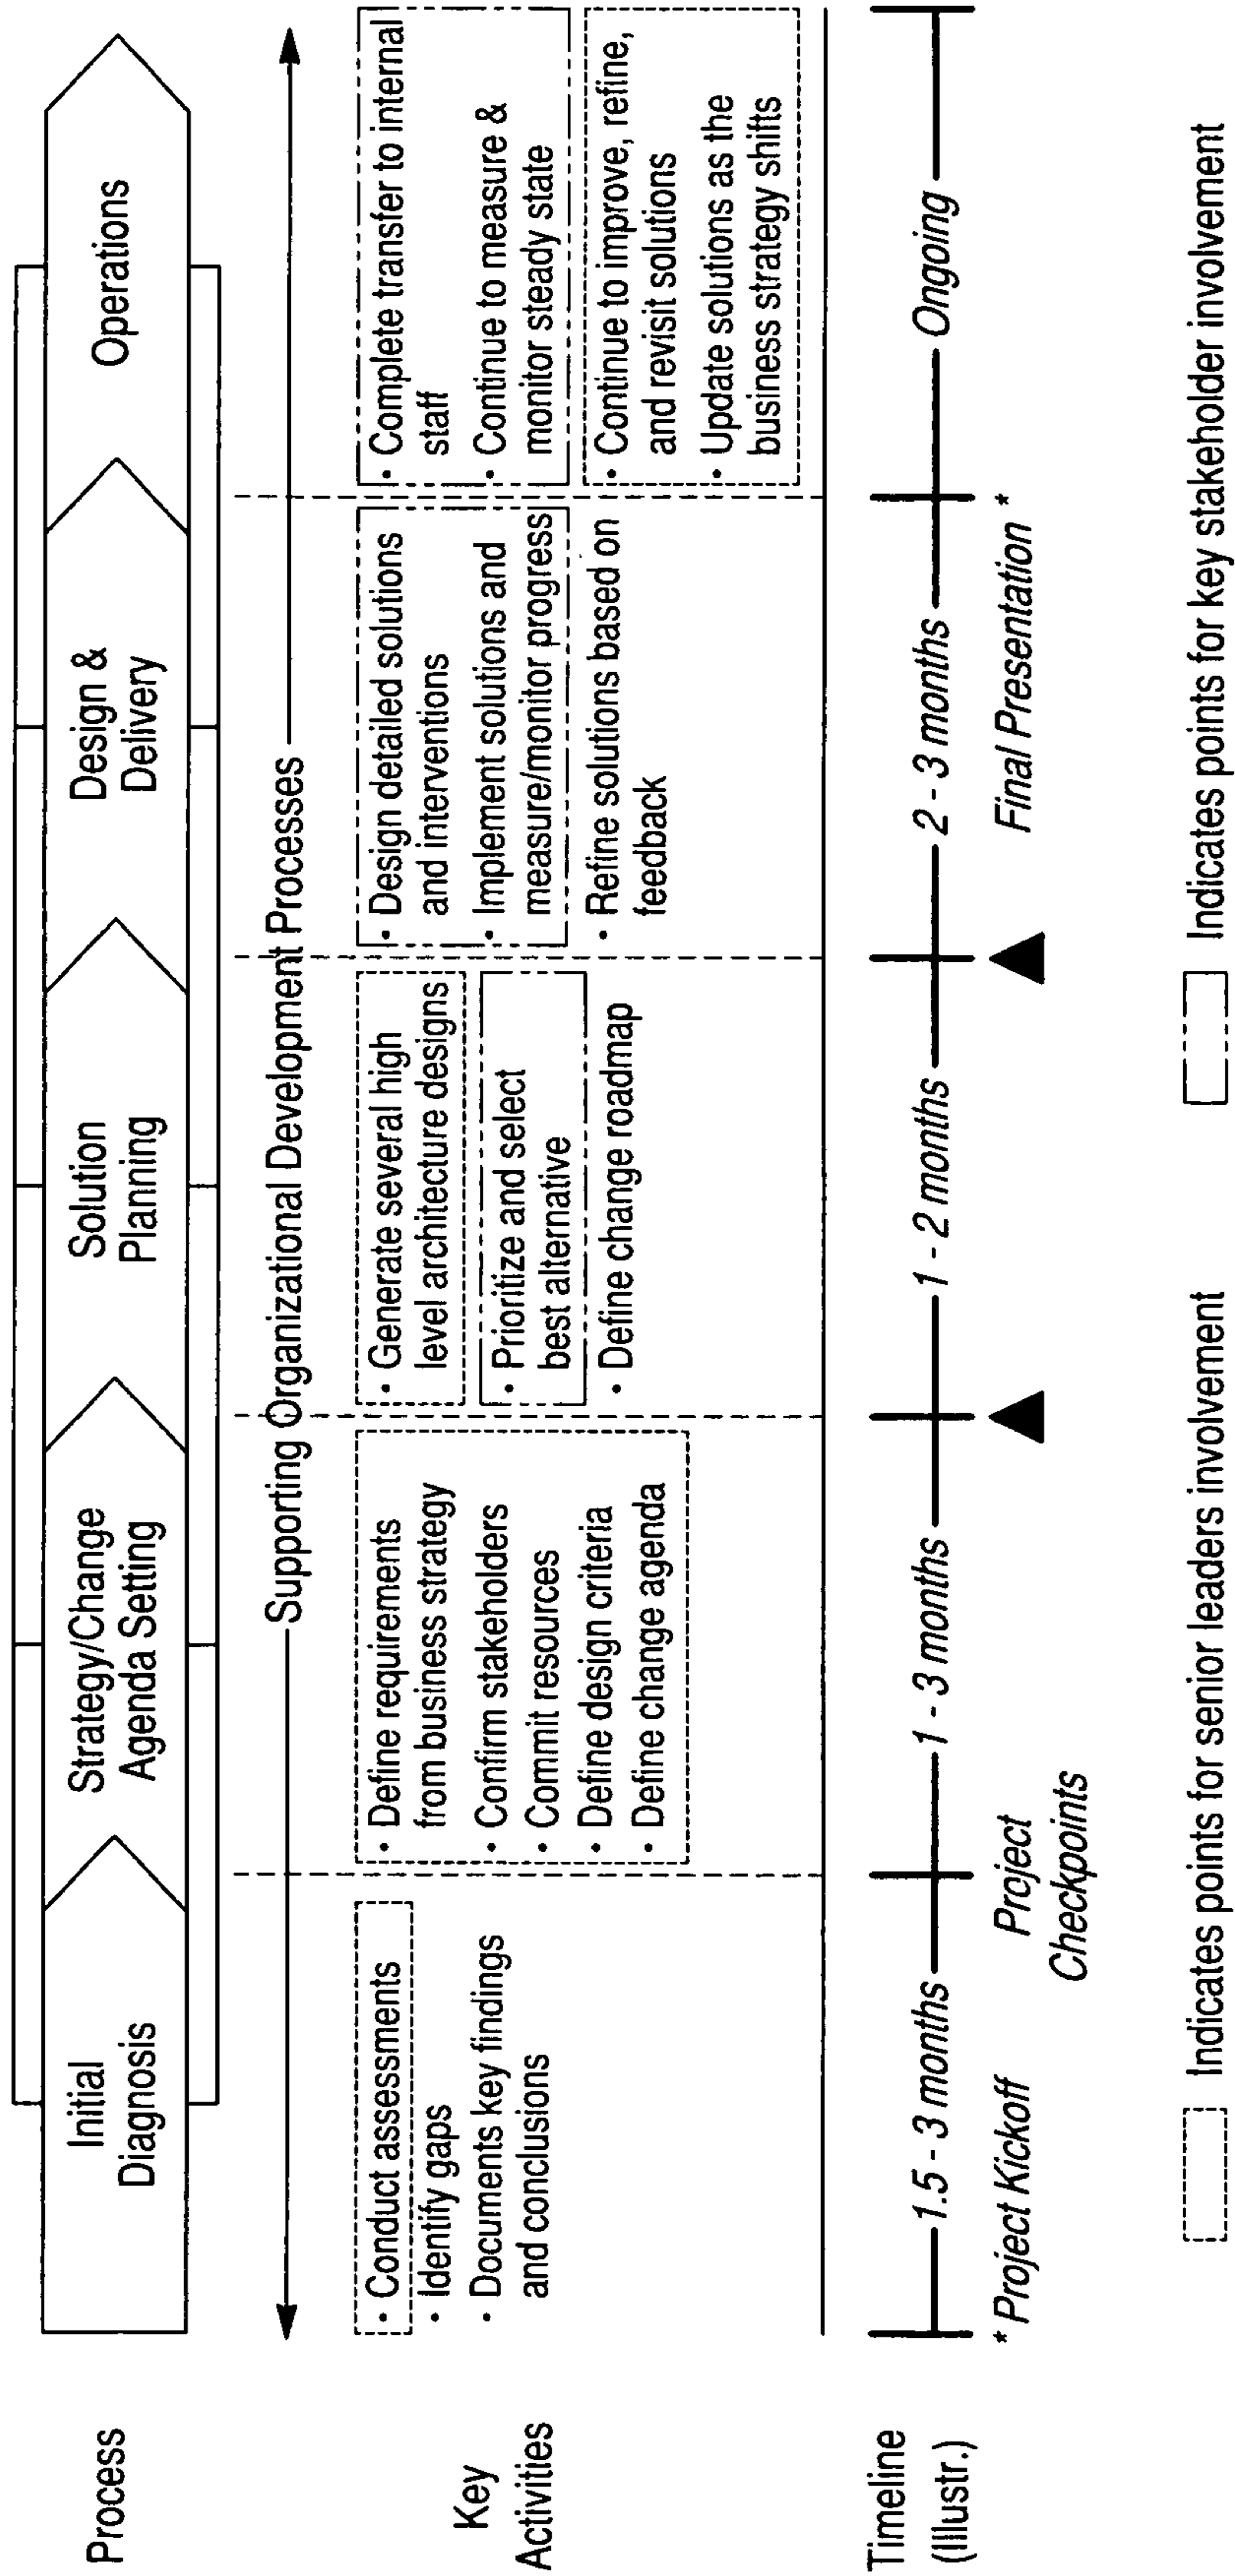 Process
Initial
Diagnosis
Strategy/Change
Agenda Setting
Solution
Planning
Design &
Delivery
Operations
Supporting Organizational Development Processes
Key
Activities
• Conduct assessments
• Identify gaps
• Documents key findings
and conclusions
• Define requirements
from business strategy
• Confirm stakeholders
• Commit resources
• Define design criteria
• Define change agenda
• Generate several high
level architecture designs
• Prioritize and select
best alternative
• Define change roadmap
• Design detailed solutions
and interventions
• Implement solutions and
measure/monitor progress
• Refine solutions based on
feedback
• Complete transfer to internal
staff
• Continue to measure &
monitor steady state
• Continue to improve, refine,
and revisit solutions
• Update solutions as the
business strategy shifts
Timeline
(Illustr.)
1.5 - 3 months
1 - 3 months
1 - 2 months
2 - 3 months
Ongoing
* Project Kickoff
Project
Checkpoints
Final Presentation *
Indicates points for senior leaders involvement
Indicates points for key stakeholder involvement